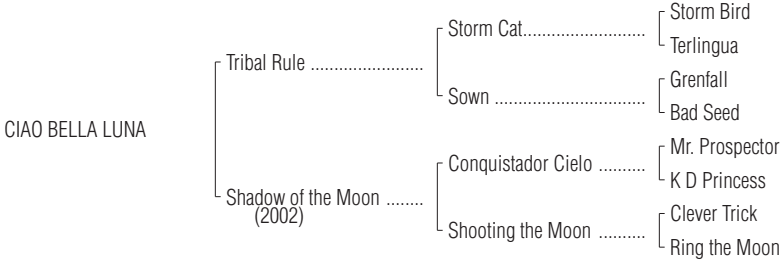 Storm Bird
Storm Cat..........................
Terlingua
Tribal Rule ........................
Grenfall
Sown ................................
Bad Seed
CIAO BELLA LUNA
Mr. Prospector
Conquistador Cielo ..........
K D Princess
Shadow of the Moon ........
(2002)
Clever Trick
Shooting the Moon ..........
Ring the Moon